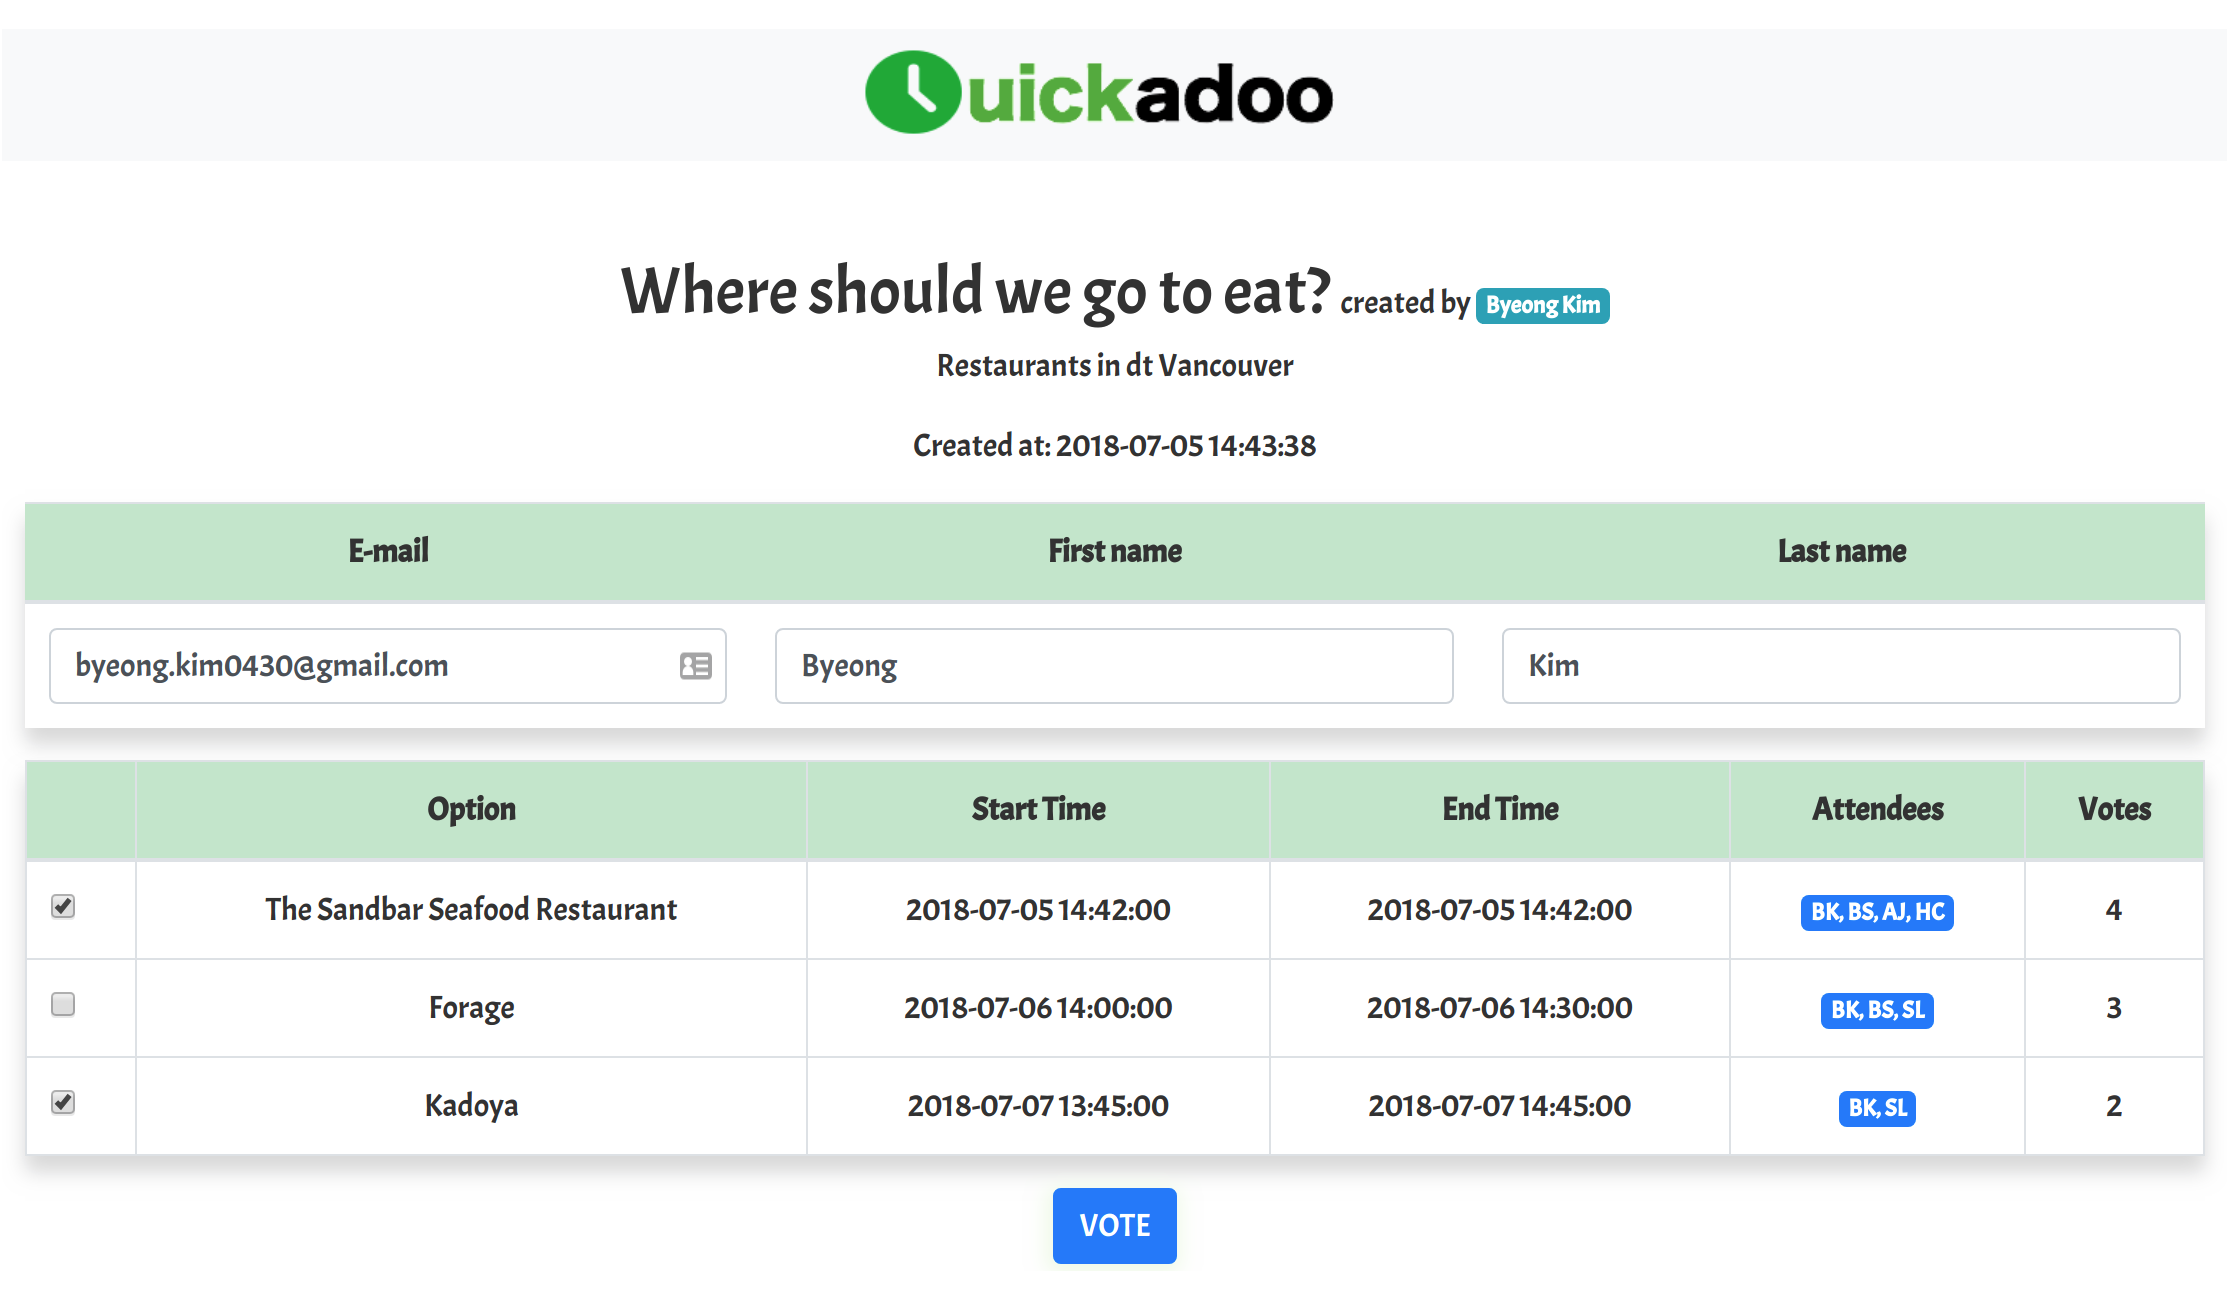 Quickadoo
Where should we go to eat? created by Byeong Kim
Restaurants in dt Vancouver
Created at: 2018-07-05 14:43:38
E-mail First name Last name
byeong.kim0430@gmail.com Byeong Kim
Option Start Time End Time Attendees Votes
The Sandbar Seafood Restaurant 2018-07-05 14:42:00 2018-07-05 14:42:00 BK, BS, AJ, HC 4
Forage 2018-07-06 14:00:00 2018-07-06 14:30:00 BK, BS, SL 3
Kadoya 2018-07-07 13:45:00 2018-07-07 14:45:00 BK, SL 2
VOTE